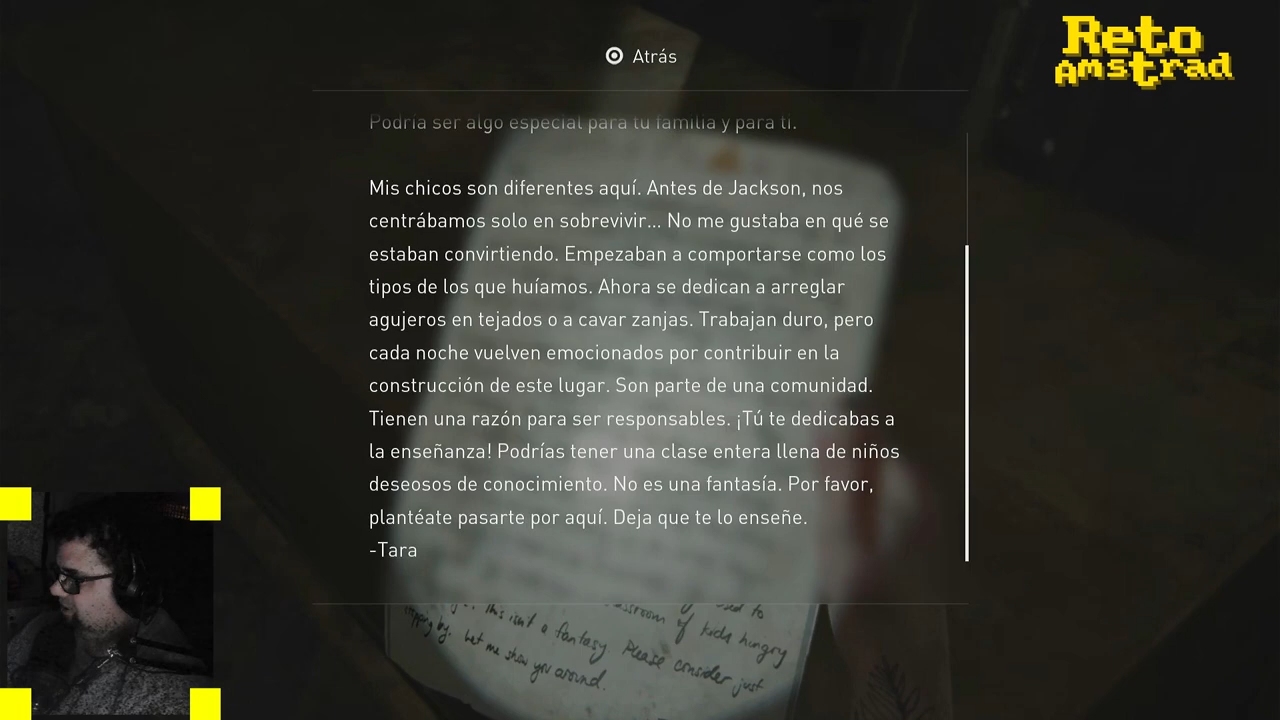 Reto
Amstrad
Atrás
Podría ser algo especial para tu familia y para ti.
Mis chicos son diferentes aquí. Antes de Jackson, nos
centrábamos solo en sobrevivir... No me gustaba en qué se
estaban convirtiendo. Empezaban a comportarse como los
tipos de los que huíamos. Ahora se dedican a arreglar
agujeros en tejados o a cavar zanjas. Trabajan duro, pero
cada noche vuelven emocionados por contribuir en la
construcción de este lugar. Son parte de una comunidad.
Tienen una razón para ser responsables. ¡Tú te dedicabas a
la enseñanza! Podrías tener una clase entera llena de niños
deseosos de conocimiento. No es una fantasía. Por favor,
plantéate pasarte por aquí. Deja que te lo enseñe.
-Tara
used to
classroom of kids hungry
This isn't a fantasy Please consider just
stopping by. Let me show you around.